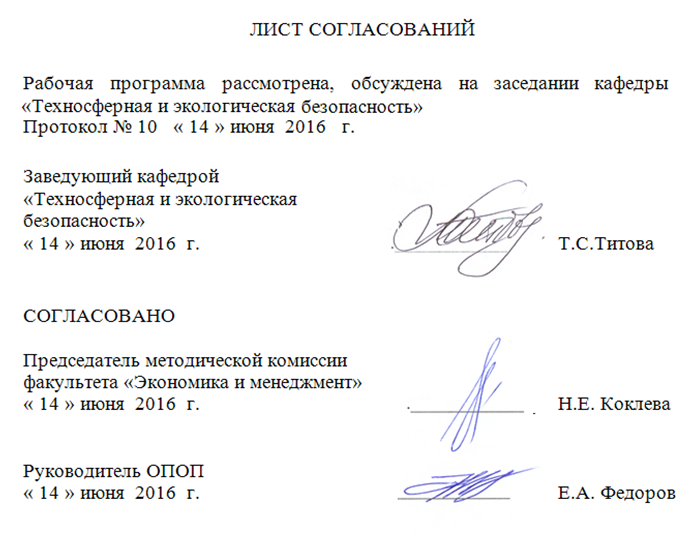 ЛИСТ СОГЛАСОВАНИЙ
Рабочая программа рассмотрена, обсуждена на заседании кафедры
«Техносферная и экологическая безопасность»
Протокол № 10 « 14 » июня 2016 г.
Заведующий кафедрой
«Техносферная и экологическая
безопасность»
« 14 » июня 2016 г. Т.С.Титова
СОГЛАСОВАНО
Председатель методической комиссии
факультета «Экономика и менеджмент»
« 14 » июня 2016 г. Н.Е. Коклева
Руководитель ОПОП
« 14 » июня 2016 г. Е.А. Федоров